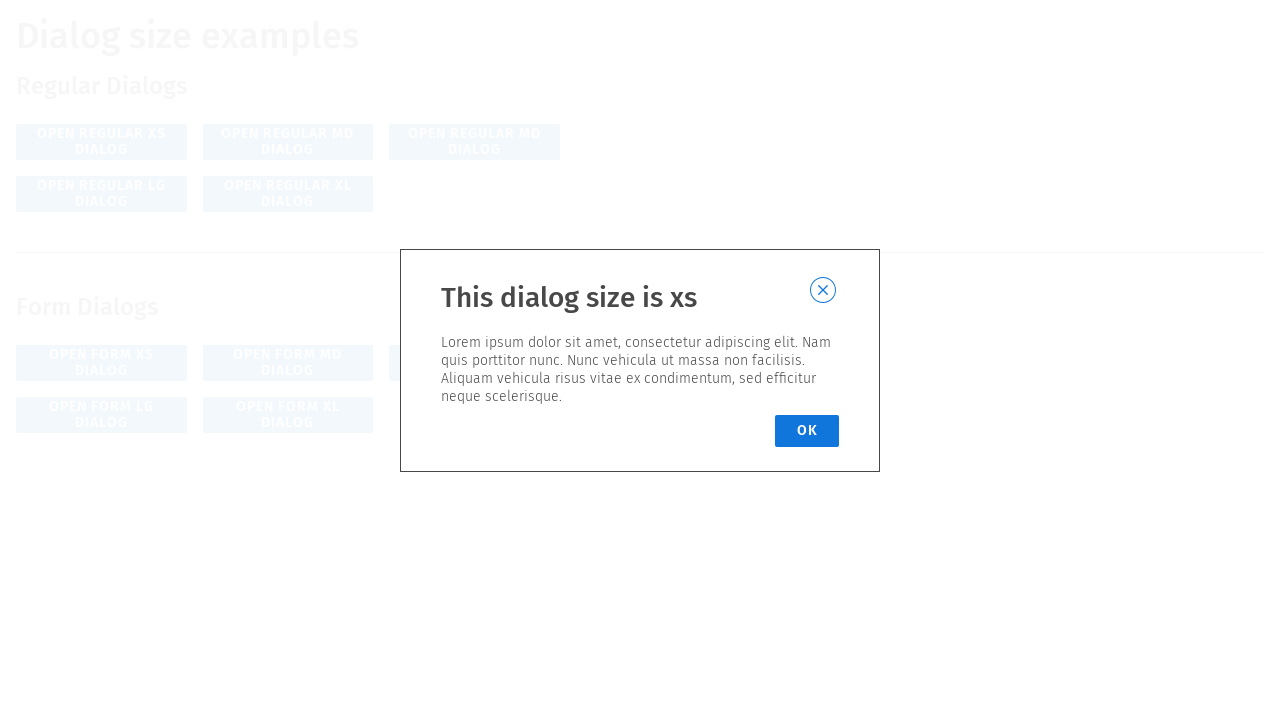 Dialog size examples
Regular Dialogs
OPEN REGULAR XS
DIALOG
OPEN REGULAR MD
DIALOG
OPEN REGULAR MD
DIALOG
OPEN REGULAR LG
DIALOG
OPEN REGULAR XL
DIALOG
Form Dialogs
OPEN FORM XS
DIALOG
OPEN FORM MD
DIALOG
OPEN FORM LG
DIALOG
OPEN FORM XL
DIALOG
This dialog size is xs
Lorem ipsum dolor sit amet, consectetur adipiscing elit. Nam
quis porttitor nunc. Nunc vehicula ut massa non facilisis.
Aliquam vehicula risus vitae ex condimentum, sed efficitur
neque scelerisque.
OK